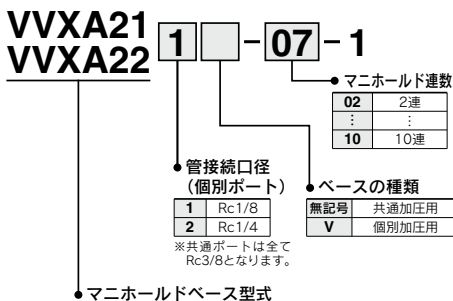 VVXA21
VVXA22
1 - 07 - 1
マニホールド連数
02 2連
⋮ ⋮
10 10連
管接続口径
(個別ポート)
1 Rc1/8
2 Rc1/4
※共通ポートは全て
Rc3/8となります。
ベースの種類
無記号 共通加圧用
V 個別加圧用
マニホールドベース型式